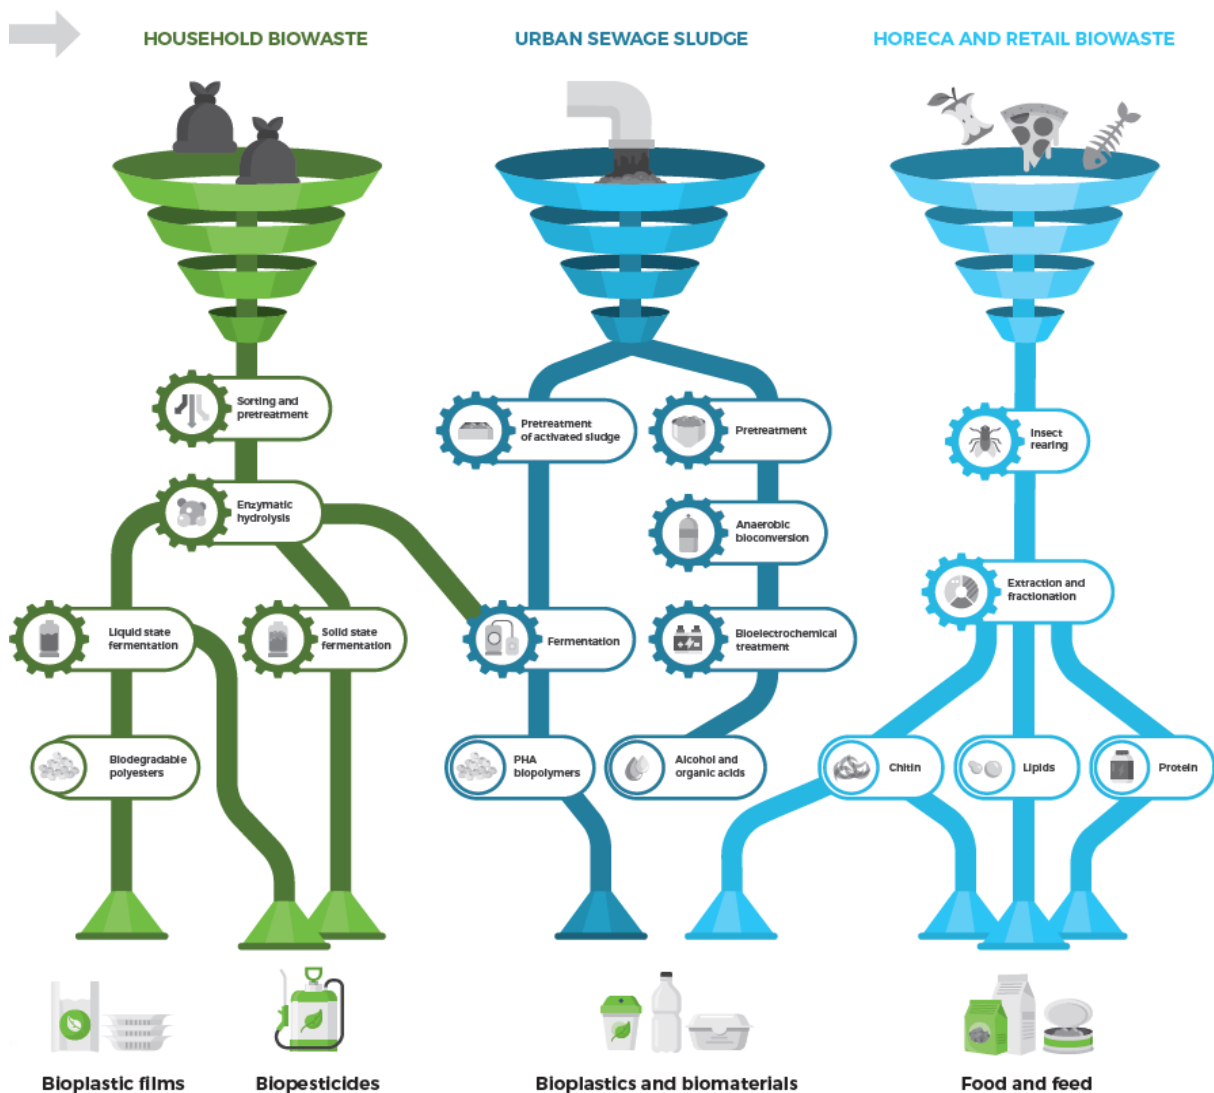 HOUSEHOLD BIOWASTE
URBAN SEWAGE SLUDGE
HORECA AND RETAIL BIOWASTE
Sorting and
pretreatment
Pretreatment
of activated sludge
Pretreatment
Insect
rearing
Enzymatic
hydrolysis
Anaerobic
bioconversion
Extraction and
fractionation
Liquid state
fermentation
Solid state
fermentation
Fermentation
Bioelectrochemical
treatment
Biodegradable
polyesters
PHA
biopolymers
Alcohol and
organic acids
Chitin
Lipids
Protein
Bioplastic films
Biopesticides
Bioplastics and biomaterials
Food and feed